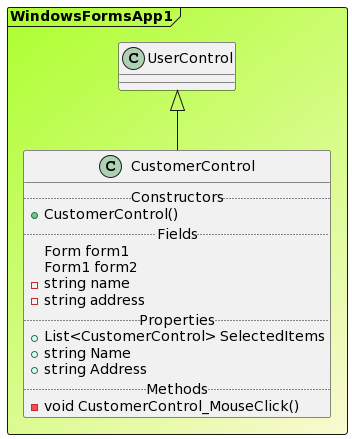 WindowsFormsApp1
C UserControl
C CustomerControl
Constructors
CustomerControl()
Fields
Form form1
Form1 form2
string name
string address
Properties
List<CustomerControl> SelectedItems
string Name
string Address
Methods
void CustomerControl_MouseClick()